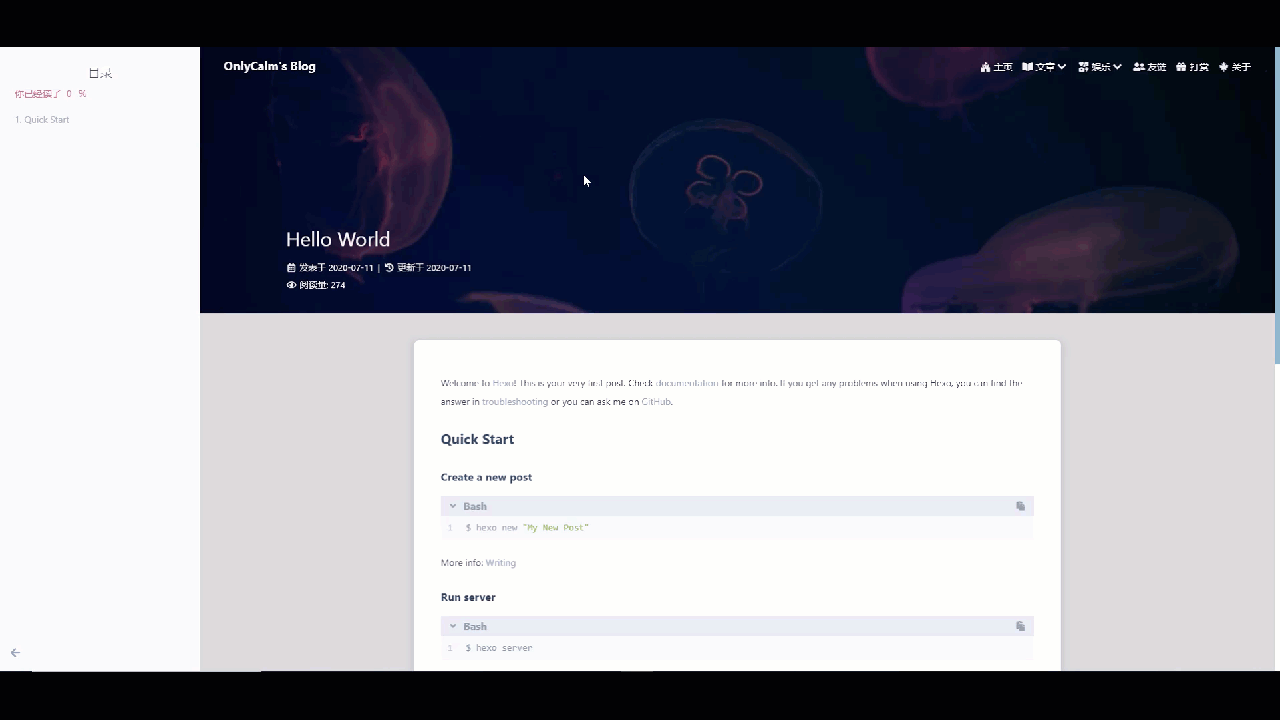 目录
你已经读了 0 %
1. Quick Start
OnlyCalm's Blog
主页 文章 娱乐 友链 打赏 关于
Hello World
发表于 2020-07-11 | 更新于 2020-07-11
阅读量: 274
Welcome to Hexo! This is your very first post. Check documentation for more info. If you get any problems when using Hexo, you can find the
answer in troubleshooting or you can ask me on GitHub.
Quick Start
Create a new post
Bash
1 $ hexo new "My New Post"
More info: Writing
Run server
Bash
1 $ hexo server